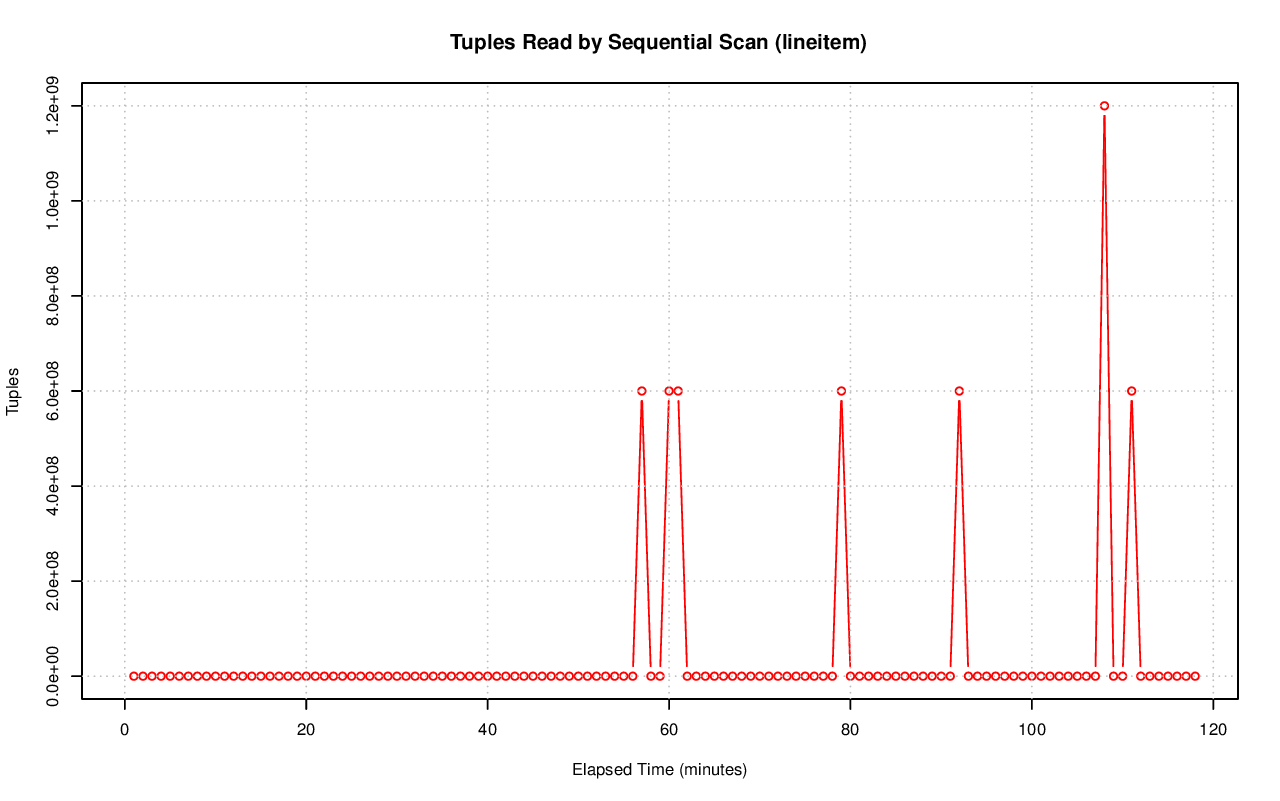 Tuples Read by Sequential Scan (lineitem)
Tuples
1.2e+09
1.0e+09
8.0e+08
6.0e+08
4.0e+08
2.0e+08
0.0e+00
0 20 40 60 80 100 120
Elapsed Time (minutes)